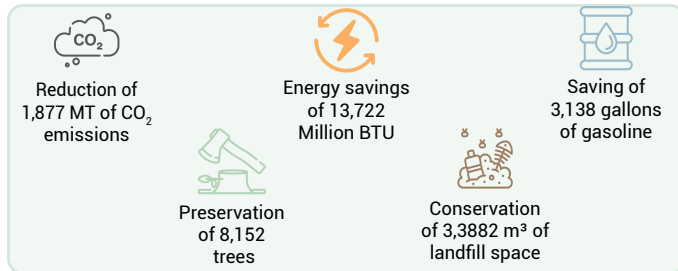 CO₂
Reduction of
1,877 MT of CO₂
emissions
Energy savings
of 13,722
Million BTU
Saving of
3,138 gallons
of gasoline
Preservation
of 8,152
trees
Conservation
of 3,3882 m³ of
landfill space